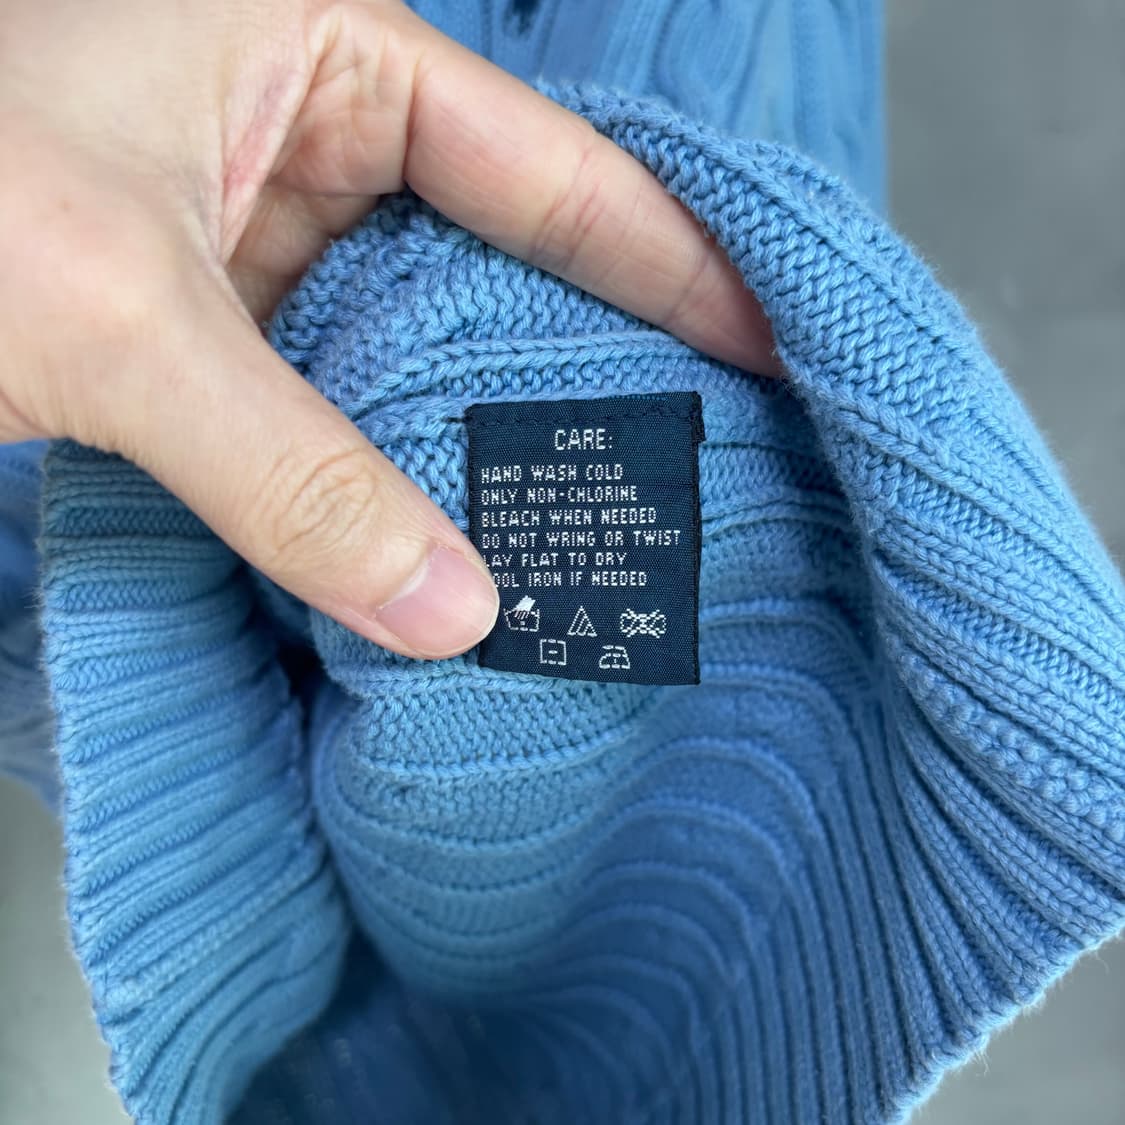 CARE:
HAND WASH COLD
ONLY NON-CHLORINE
BLEACH WHEN NEEDED
DO NOT WRING OR TWIST
LAY FLAT TO DRY
COOL IRON IF NEEDED